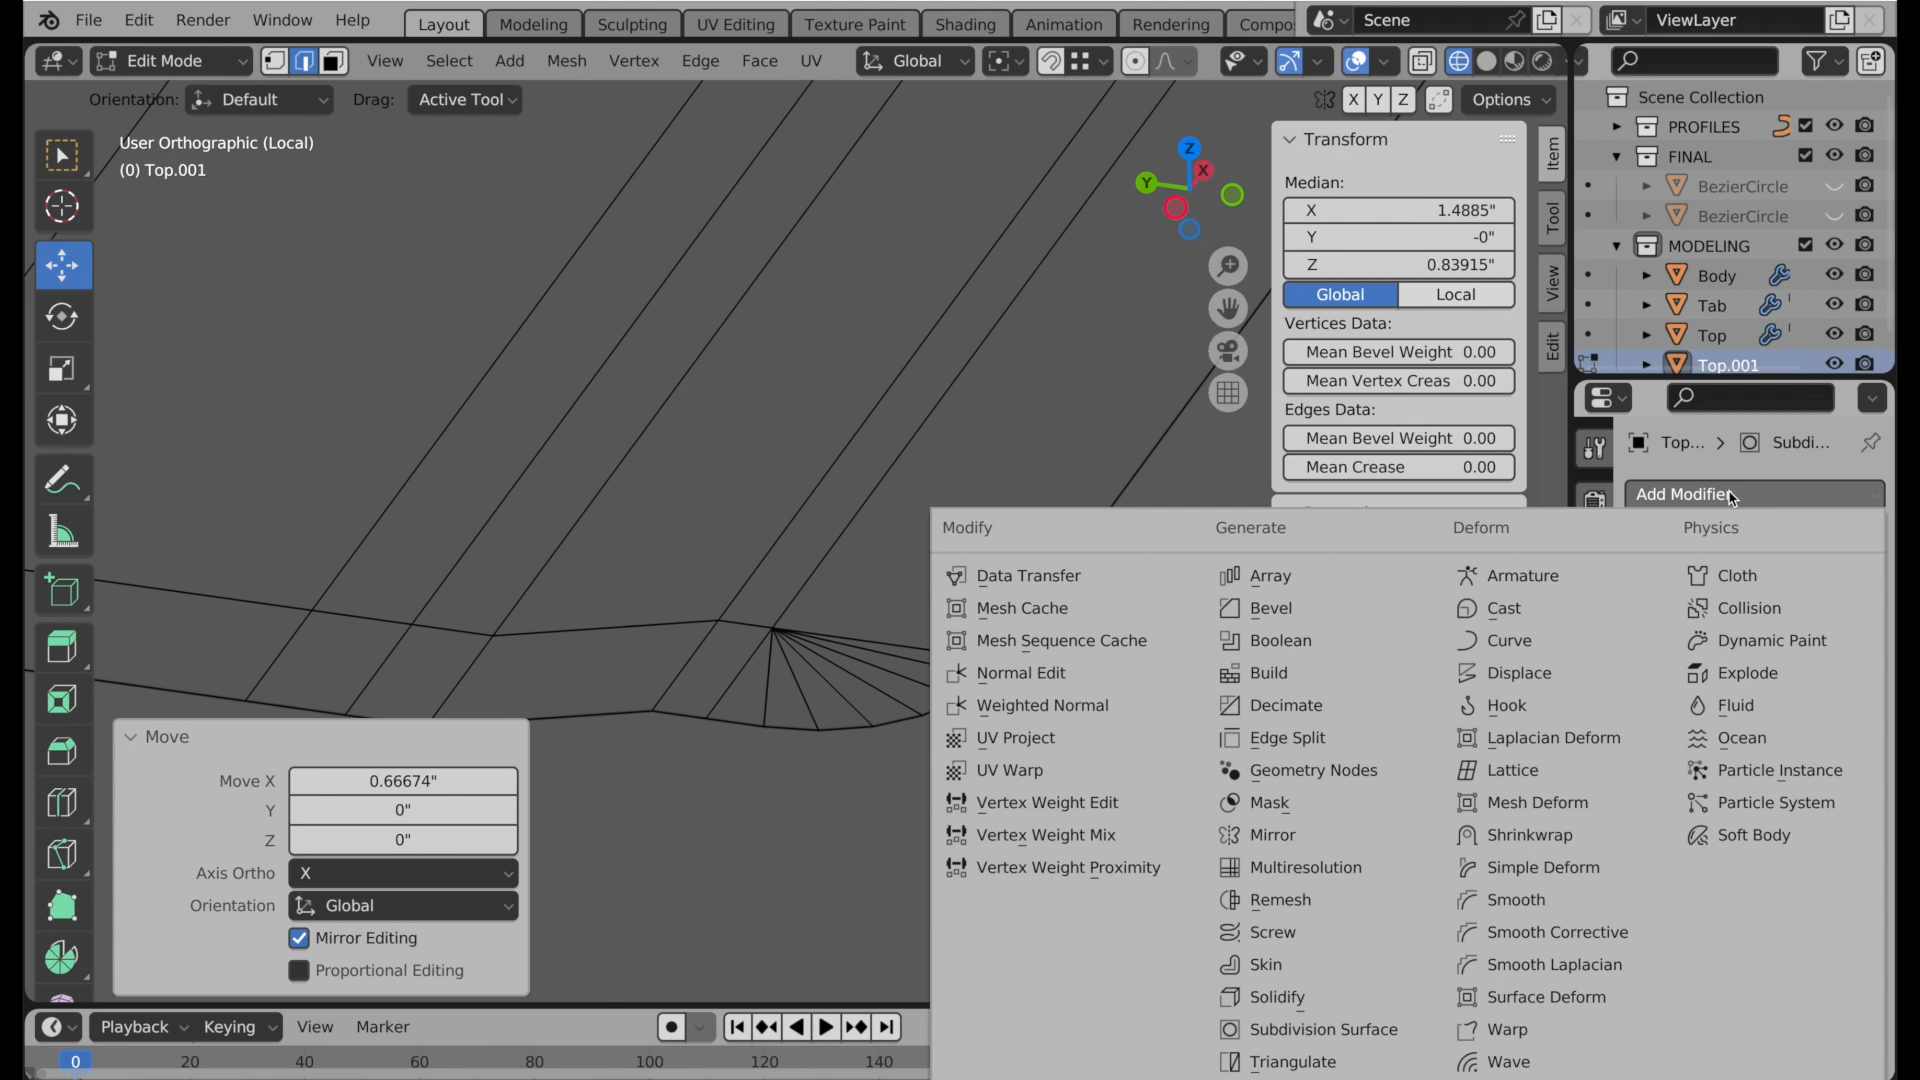 File Edit Render Window Help Layout Modeling Sculpting UV Editing Texture Paint Shading Animation Rendering Compo Scene ViewLayer
Edit Mode View Select Add Mesh Vertex Edge Face UV Global
Orientation: Default Drag: Active Tool X Y Z Options
User Orthographic (Local)
(0) Top.001
Z
X
Y
Transform
Median:
X 1.4885"
Y -0"
Z 0.83915"
Global Local
Vertices Data:
Mean Bevel Weight 0.00
Mean Vertex Creas 0.00
Edges Data:
Mean Bevel Weight 0.00
Mean Crease 0.00
Item
Tool
View
Edit
Scene Collection
PROFILES
FINAL
BezierCircle
BezierCircle
MODELING
Body
Tab
Top
Top.001
Top... > Subdi...
Add Modifier
Modify
Data Transfer
Mesh Cache
Mesh Sequence Cache
Normal Edit
Weighted Normal
UV Project
UV Warp
Vertex Weight Edit
Vertex Weight Mix
Vertex Weight Proximity
Generate
Array
Bevel
Boolean
Build
Decimate
Edge Split
Geometry Nodes
Mask
Mirror
Multiresolution
Remesh
Screw
Skin
Solidify
Subdivision Surface
Triangulate
Deform
Armature
Cast
Curve
Displace
Hook
Laplacian Deform
Lattice
Mesh Deform
Shrinkwrap
Simple Deform
Smooth
Smooth Corrective
Smooth Laplacian
Surface Deform
Warp
Wave
Physics
Cloth
Collision
Dynamic Paint
Explode
Fluid
Ocean
Particle Instance
Particle System
Soft Body
Move
Move X 0.66674"
Y 0"
Z 0"
Axis Ortho X
Orientation Global
Mirror Editing
Proportional Editing
Playback Keying View Marker
0 20 40 60 80 100 120 140